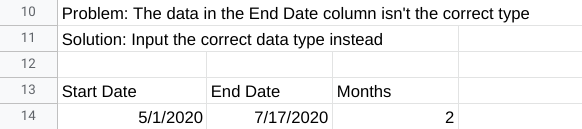 10 Problem: The data in the End Date column isn't the correct type
11 Solution: Input the correct data type instead
12
13 Start Date End Date Months
14 5/1/2020 7/17/2020 2